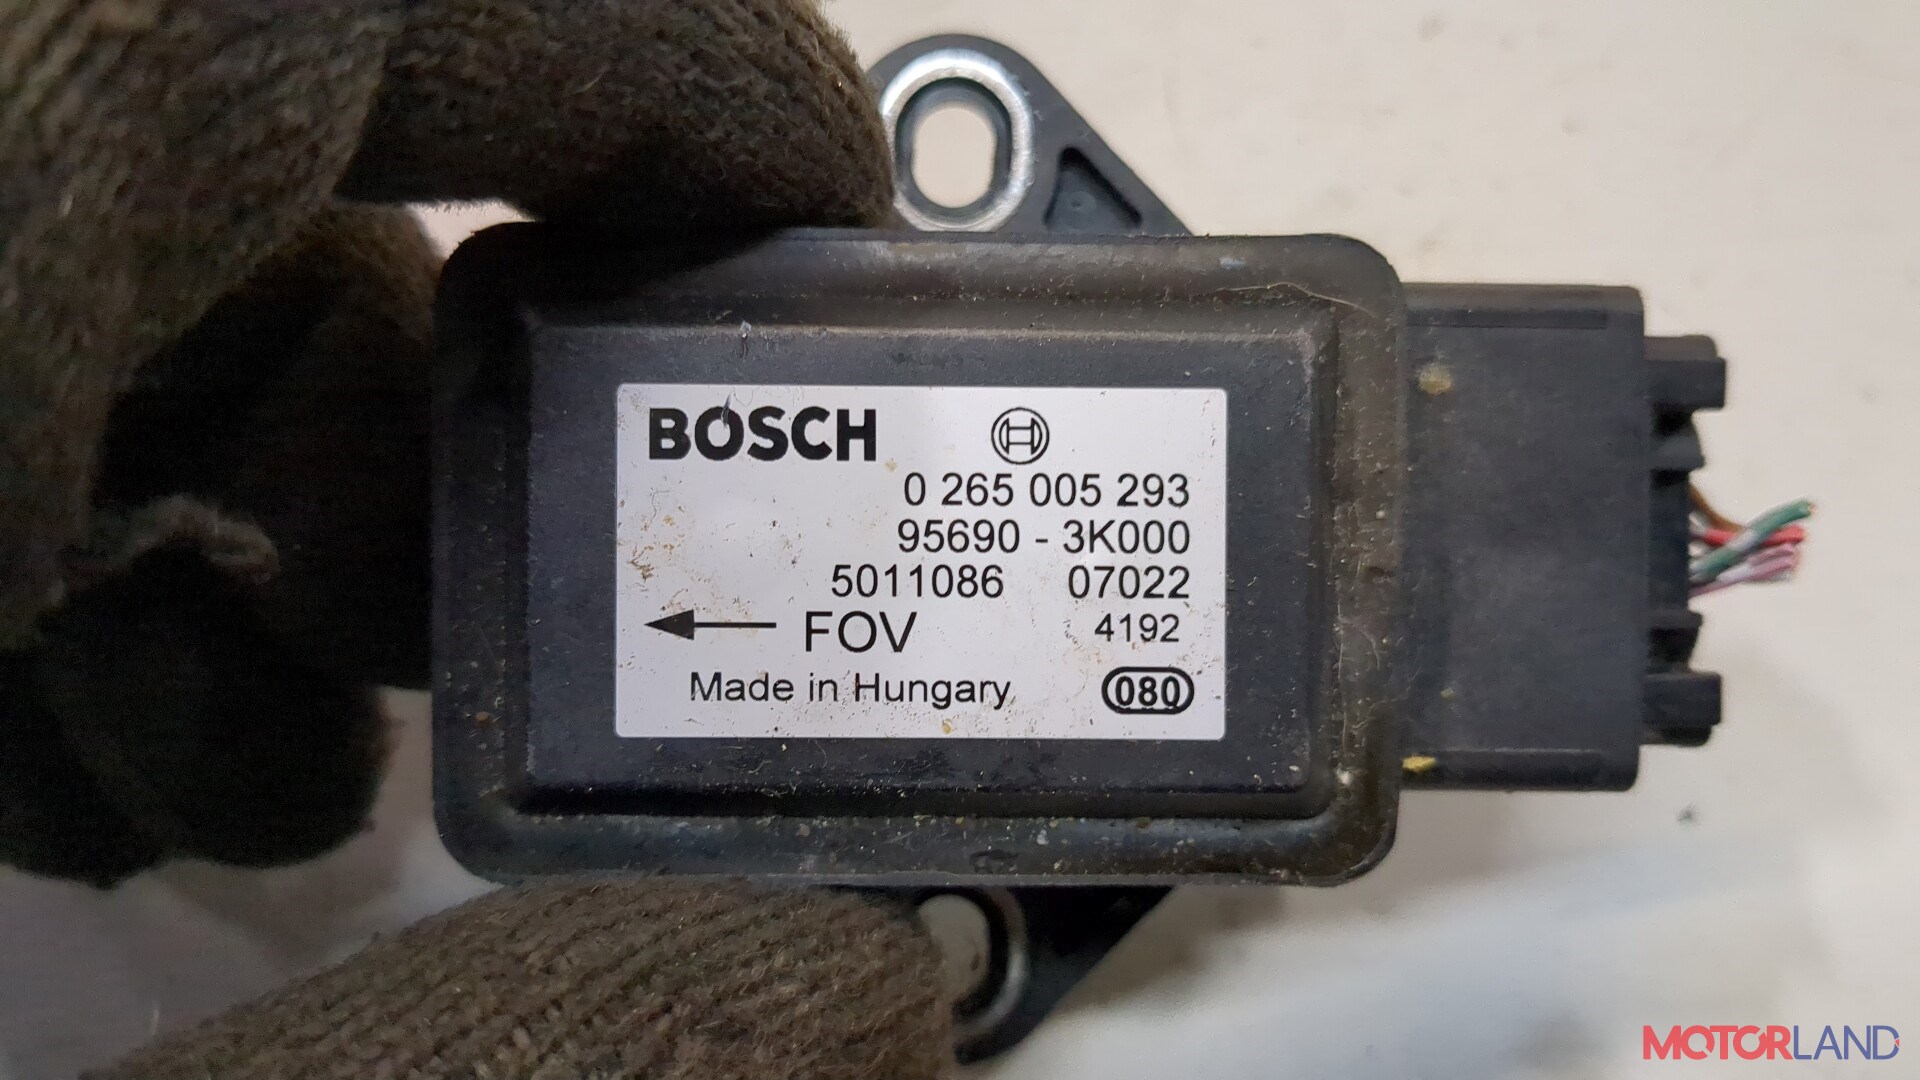 BOSCH
0 265 005 293
95690 - 3K000
5011086 07022
FOV 4192
Made in Hungary 080
MOTORLAND